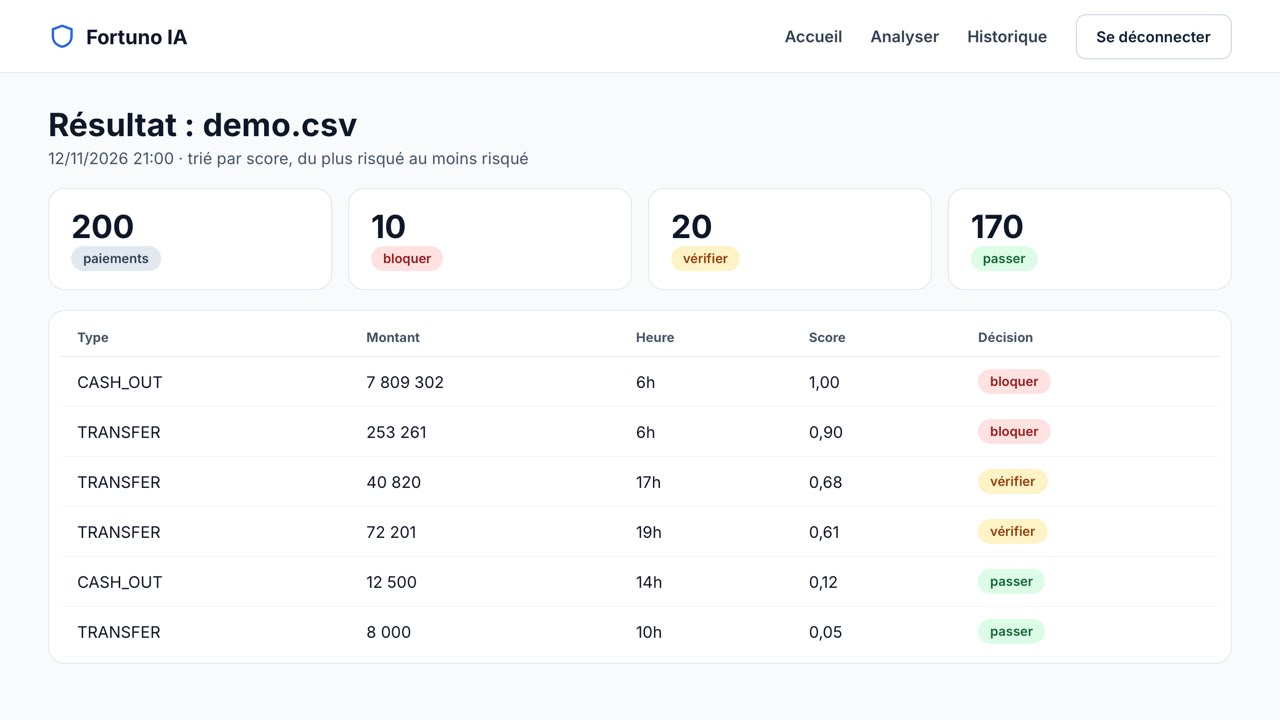 Fortuno IA
Accueil Analyser Historique Se déconnecter
Résultat : demo.csv
12/11/2026 21:00 · trié par score, du plus risqué au moins risqué
200 10 20 170
paiements bloquer vérifier passer
Type Montant Heure Score Décision
CASH_OUT 7 809 302 6h 1,00 bloquer
TRANSFER 253 261 6h 0,90 bloquer
TRANSFER 40 820 17h 0,68 vérifier
TRANSFER 72 201 19h 0,61 vérifier
CASH_OUT 12 500 14h 0,12 passer
TRANSFER 8 000 10h 0,05 passer